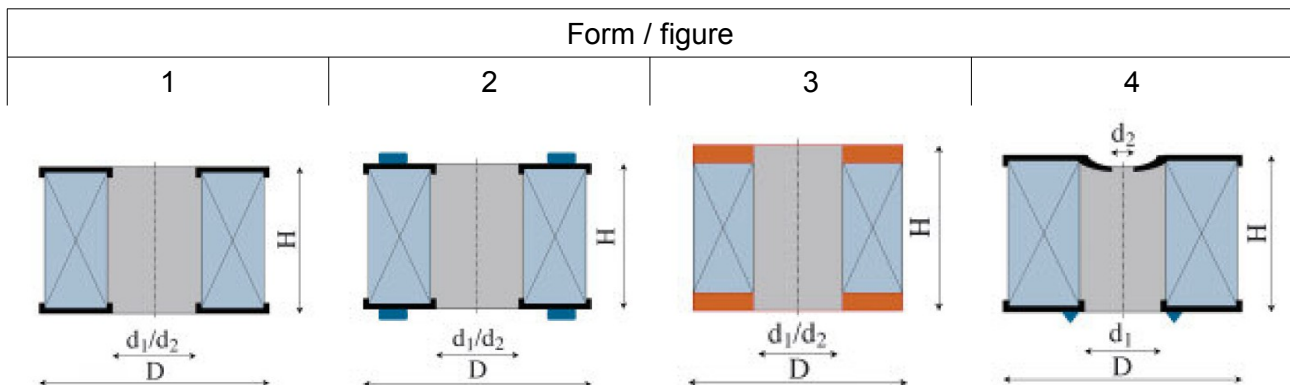 Form / figure
1 2 3 4
d₂
H H H H
d₁/d₂ d₁/d₂ d₁/d₂ d₁
D D D D